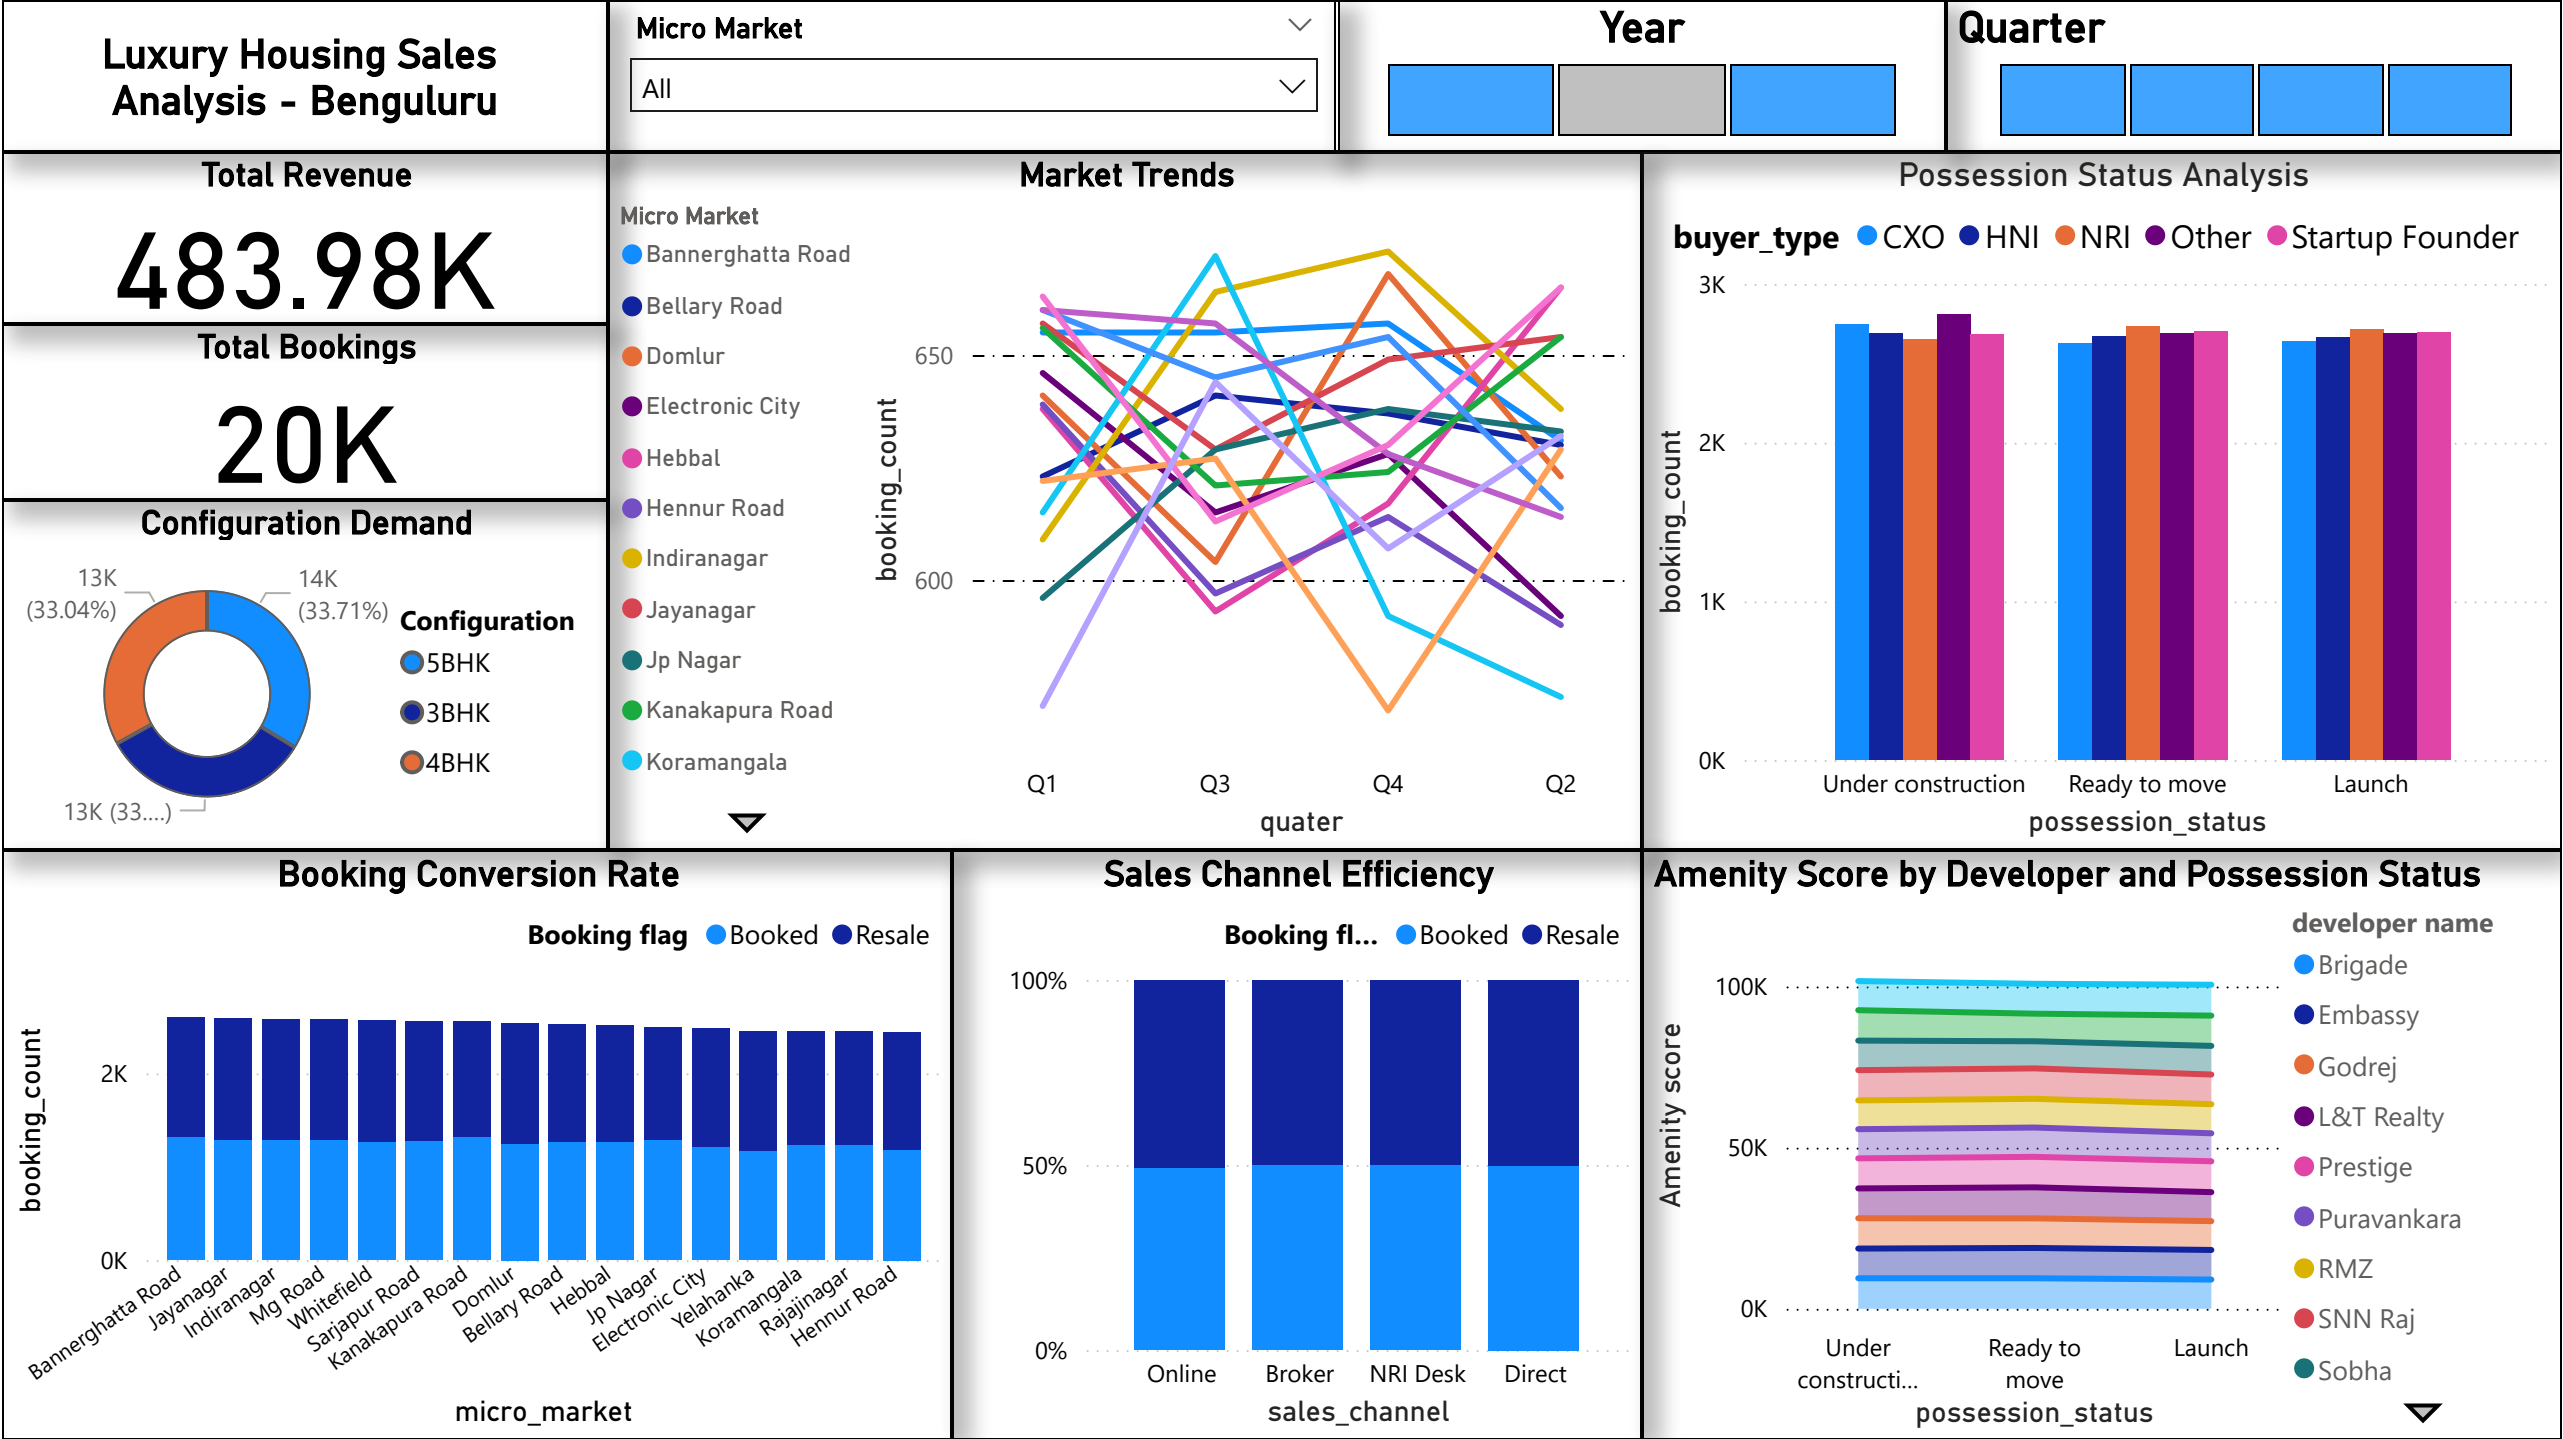 Luxury Housing Sales
Analysis - Benguluru
Micro Market
All
Year
Quarter
Total Revenue
483.98K
Total Bookings
20K
Configuration Demand
13K
(33.04%)
14K
(33.71%)
13K (33....)
Configuration
5BHK
3BHK
4BHK
Market Trends
Micro Market
Bannerghatta Road
Bellary Road
Domlur
Electronic City
Hebbal
Hennur Road
Indiranagar
Jayanagar
Jp Nagar
Kanakapura Road
Koramangala
booking_count
650
600
Q1 Q3 Q4 Q2
quater
Possession Status Analysis
buyer_type CXO HNI NRI Other Startup Founder
booking_count
3K
2K
1K
0K
Under construction Ready to move Launch
possession_status
Booking Conversion Rate
Booking flag Booked Resale
booking_count
2K
0K
Bannerghatta Road
Jayanagar
Indiranagar
Mg Road
Whitefield
Sarjapur Road
Kanakapura Road
Domlur
Bellary Road
Hebbal
Jp Nagar
Electronic City
Yelahanka
Koramangala
Rajajinagar
Hennur Road
micro_market
Sales Channel Efficiency
Booking fl... Booked Resale
100%
50%
0%
Online Broker NRI Desk Direct
sales_channel
Amenity Score by Developer and Possession Status
developer name
Brigade
Embassy
Godrej
L&T Realty
Prestige
Puravankara
RMZ
SNN Raj
Sobha
Amenity score
100K
50K
0K
Under
constructi...
Ready to
move
Launch
possession_status